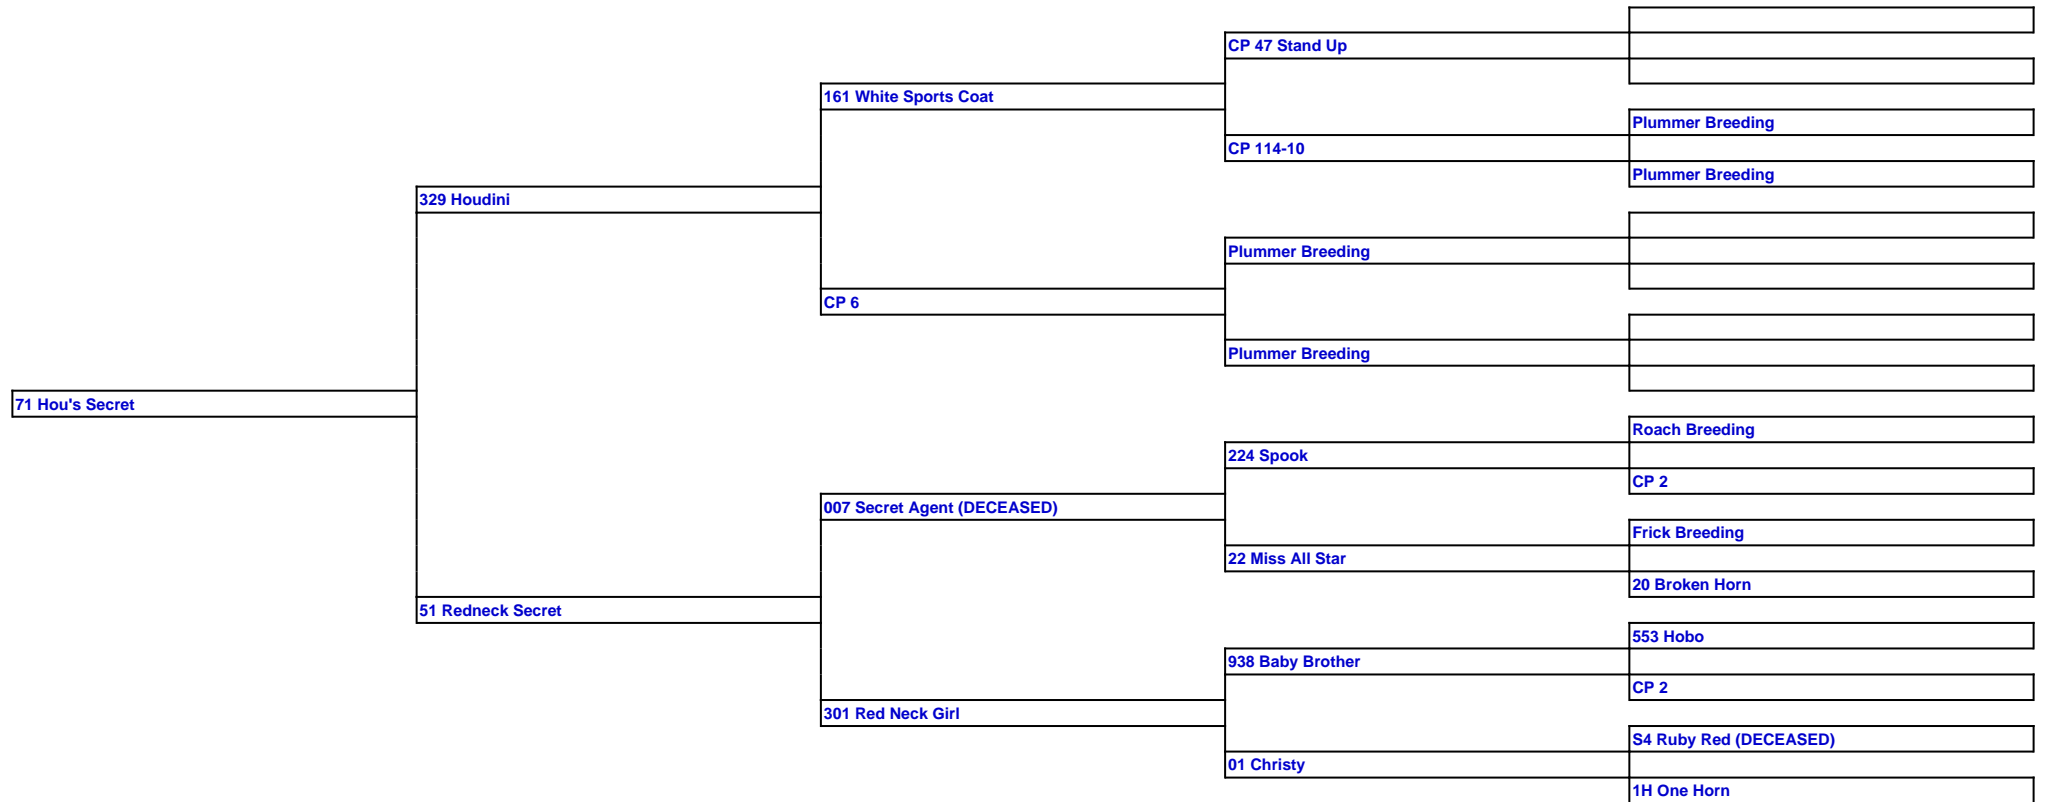 CP 47 Stand Up
161 White Sports Coat
Plummer Breeding
CP 114-10
Plummer Breeding
329 Houdini
Plummer Breeding
CP 6
Plummer Breeding
71 Hou's Secret
Roach Breeding
224 Spook
CP 2
007 Secret Agent (DECEASED)
Frick Breeding
22 Miss All Star
20 Broken Horn
51 Redneck Secret
553 Hobo
938 Baby Brother
CP 2
301 Red Neck Girl
S4 Ruby Red (DECEASED)
01 Christy
1H One Horn